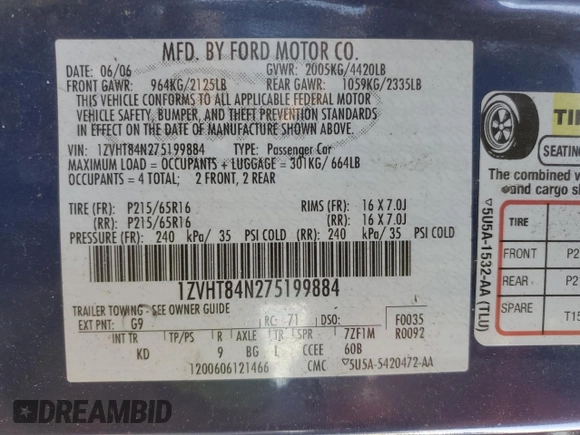 MFD. BY FORD MOTOR CO.
DATE: 06/06 GVWR: 2005KG/4420LB
FRONT GAWR: 964KG/2125LB REAR GAWR: 1059KG/2335LB
THIS VEHICLE CONFORMS TO ALL APPLICABLE FEDERAL MOTOR
VEHICLE SAFETY, BUMPER, AND THEFT PREVENTION STANDARDS
IN EFFECT ON THE DATE OF MANUFACTURE SHOWN ABOVE.
VIN: 1ZVHT84N275199884 TYPE: Passenger Car
MAXIMUM LOAD = OCCUPANTS + LUGGAGE = 301KG/ 664LB
OCCUPANTS = 4 TOTAL; 2 FRONT, 2 REAR
TIRE (FR): P215/65R16 RIMS (FR): 16 X 7.0J
(RR): P215/65R16 (RR): 16 X 7.0J
PRESSURE (FR): 240 kPa/ 35 PSI COLD (RR): 240 kPa/ 35 PSI COLD
1ZVHT84N275199884
TRAILER TOWING - SEE OWNER GUIDE
EXT PNT: G9 RC: 71 DSO: F0035
INT TR TP/PS R AXLE TR SPR 7ZF1M R0092
KD 9 BG L CCEE 60B
1200606121466 CMC ▽5U5A-5420472-AA
TI
SEATING
The combined w
and cargo s
TIRE
FRONT P2
REAR P2
SPARE T15
▽5U5A-1532-AA (TLU)
DREAMBID